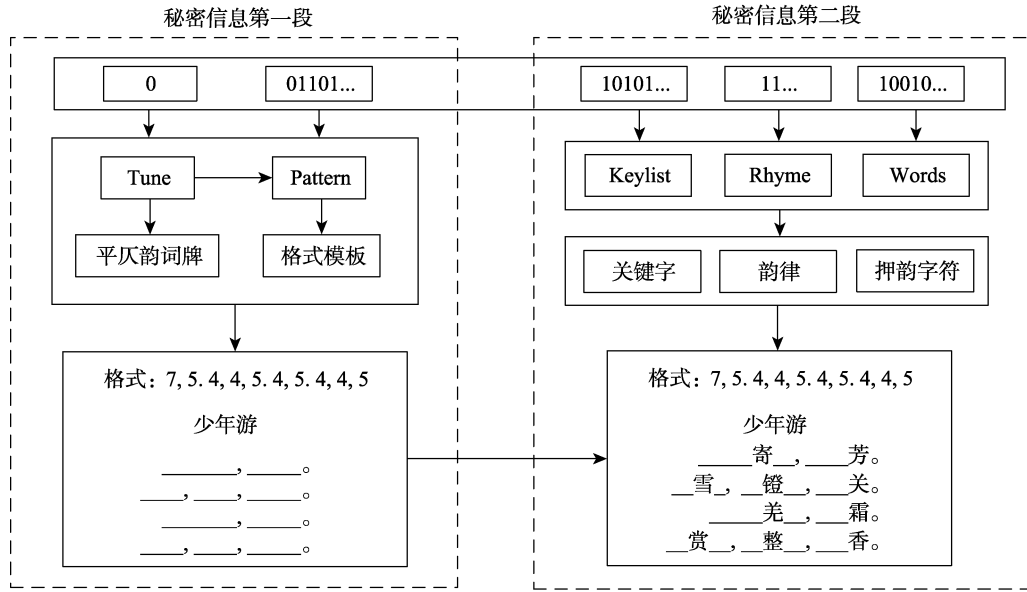 秘密信息第一段
秘密信息第二段
0
01101...
10101...
11...
10010...
Tune
Pattern
Keylist
Rhyme
Words
平仄韵词牌
格式模板
关键字
韵律
押韵字符
格式：7, 5. 4, 4, 5. 4, 5. 4, 4, 5
少年游
_______, _____。
____, ____, _____。
_______, _____。
____, ____, _____。
格式：7, 5. 4, 4, 5. 4, 5. 4, 4, 5
少年游
_____寄__, ____芳。
__雪_, __镫__, ___关。
_____羌__, ___霜。
__赏__, __整__, ___香。